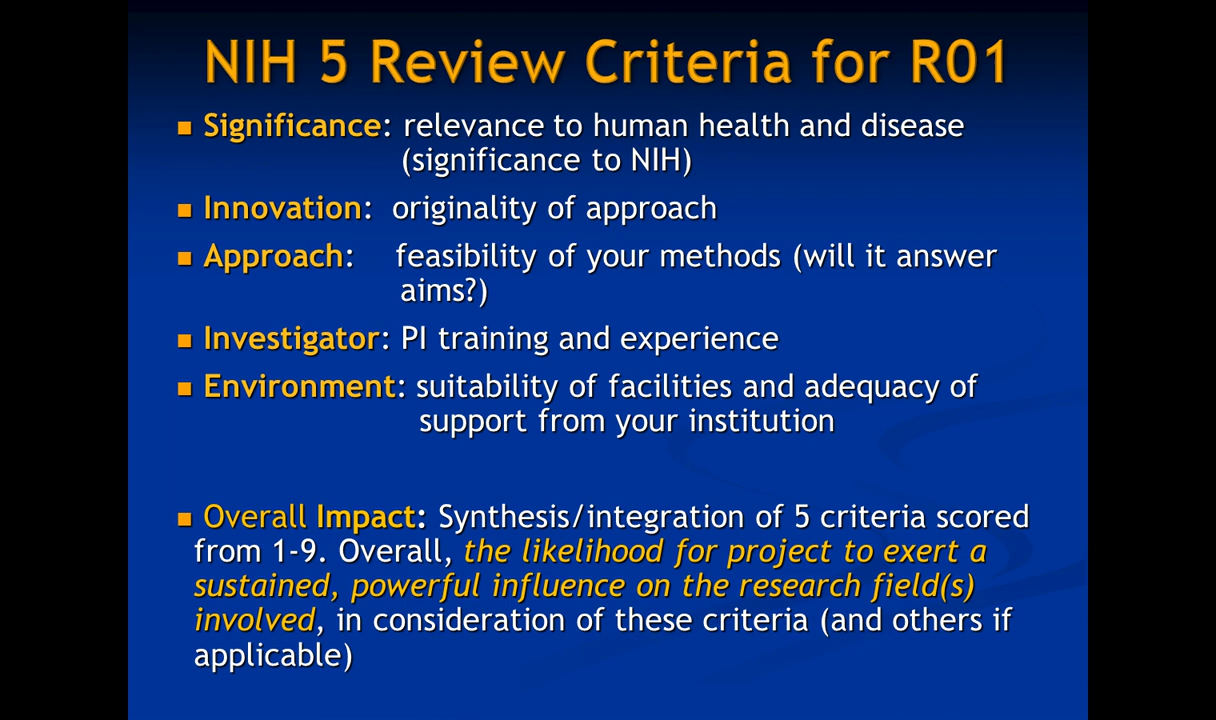 NIH 5 Review Criteria for R01
Significance: relevance to human health and disease
(significance to NIH)
Innovation: originality of approach
Approach: feasibility of your methods (will it answer
aims?)
Investigator: PI training and experience
Environment: suitability of facilities and adequacy of
support from your institution
Overall Impact: Synthesis/integration of 5 criteria scored
from 1-9. Overall, the likelihood for project to exert a
sustained, powerful influence on the research field(s)
involved, in consideration of these criteria (and others if
applicable)